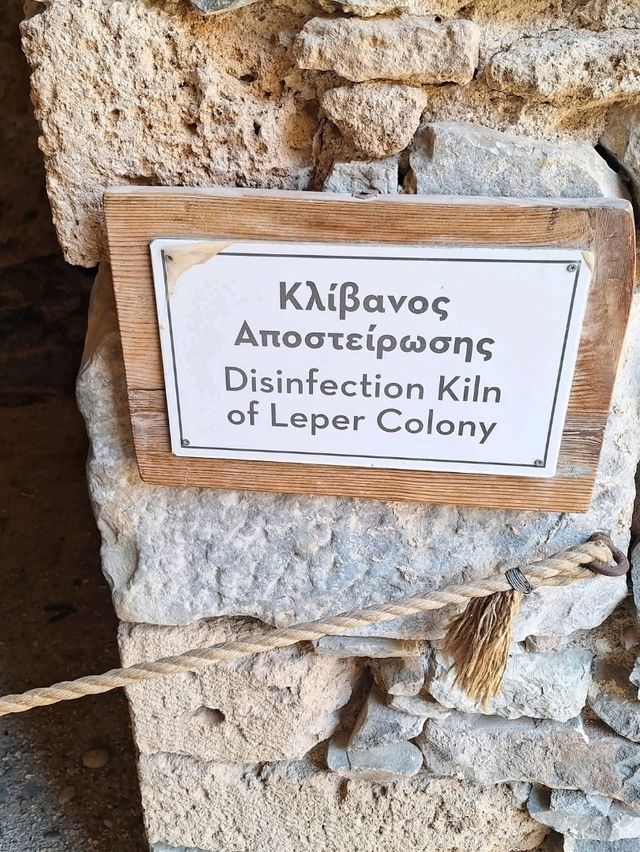 Κλίβανος
Αποστείρωσης
Disinfection Kiln
of Leper Colony